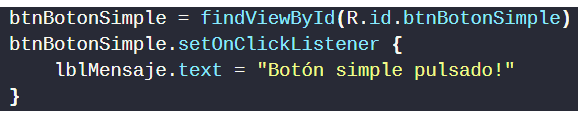 btnBotonSimple = findViewById(R.id.btnBotonSimple)
btnBotonSimple.setOnClickListener {
    lblMensaje.text = "Botón simple pulsado!"
}